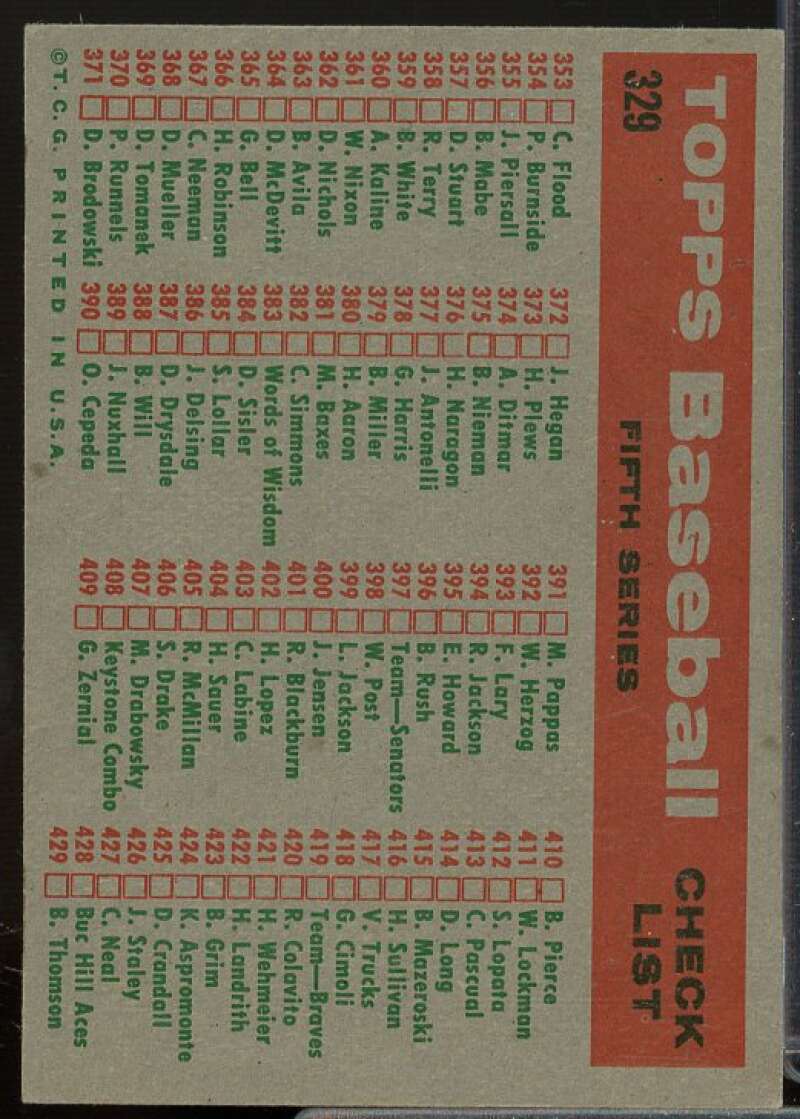 TOPPS Baseball CHECK LIST
329 FIFTH SERIES
353 C. Flood
354 P. Burnside
355 J. Piersall
356 B. Mabe
357 D. Stuart
358 R. Terry
359 B. White
360 A. Kaline
361 W. Nixon
362 D. Nichols
363 B. Avila
364 D. McDevitt
365 G. Bell
366 H. Robinson
367 C. Neeman
368 D. Mueller
369 D. Tomanek
370 P. Runnels
371 D. Brodowski
372 J. Hegan
373 H. Plews
374 A. Ditmar
375 B. Nieman
376 H. Naragon
377 J. Antonelli
378 G. Harris
379 B. Miller
380 H. Aaron
381 M. Baxes
382 C. Simmons
383 Words of Wisdom
384 D. Sisler
385 S. Lollar
386 J. Delsing
387 D. Drysdale
388 B. Will
389 J. Nuxhall
390 O. Cepeda
391 M. Pappas
392 W. Herzog
393 F. Lary
394 R. Jackson
395 E. Howard
396 B. Rush
397 Team—Senators
398 W. Post
399 L. Jackson
400 J. Jensen
401 R. Blackburn
402 H. Lopez
403 C. Labine
404 H. Sauer
405 R. McMillan
406 S. Drake
407 M. Drabowsky
408 Keystone Combo
409 G. Zernial
410 B. Pierce
411 W. Lockman
412 S. Lopata
413 C. Pascual
414 D. Long
415 B. Mazeroski
416 H. Sullivan
417 V. Trucks
418 G. Cimoli
419 Team—Braves
420 R. Colavito
421 H. Wehmeier
422 H. Landrith
423 B. Grim
424 K. Aspromonte
425 D. Crandall
426 J. Staley
427 C. Neal
428 Buc Hill Aces
429 B. Thomson
© T. C. G. PRINTED IN U.S.A.